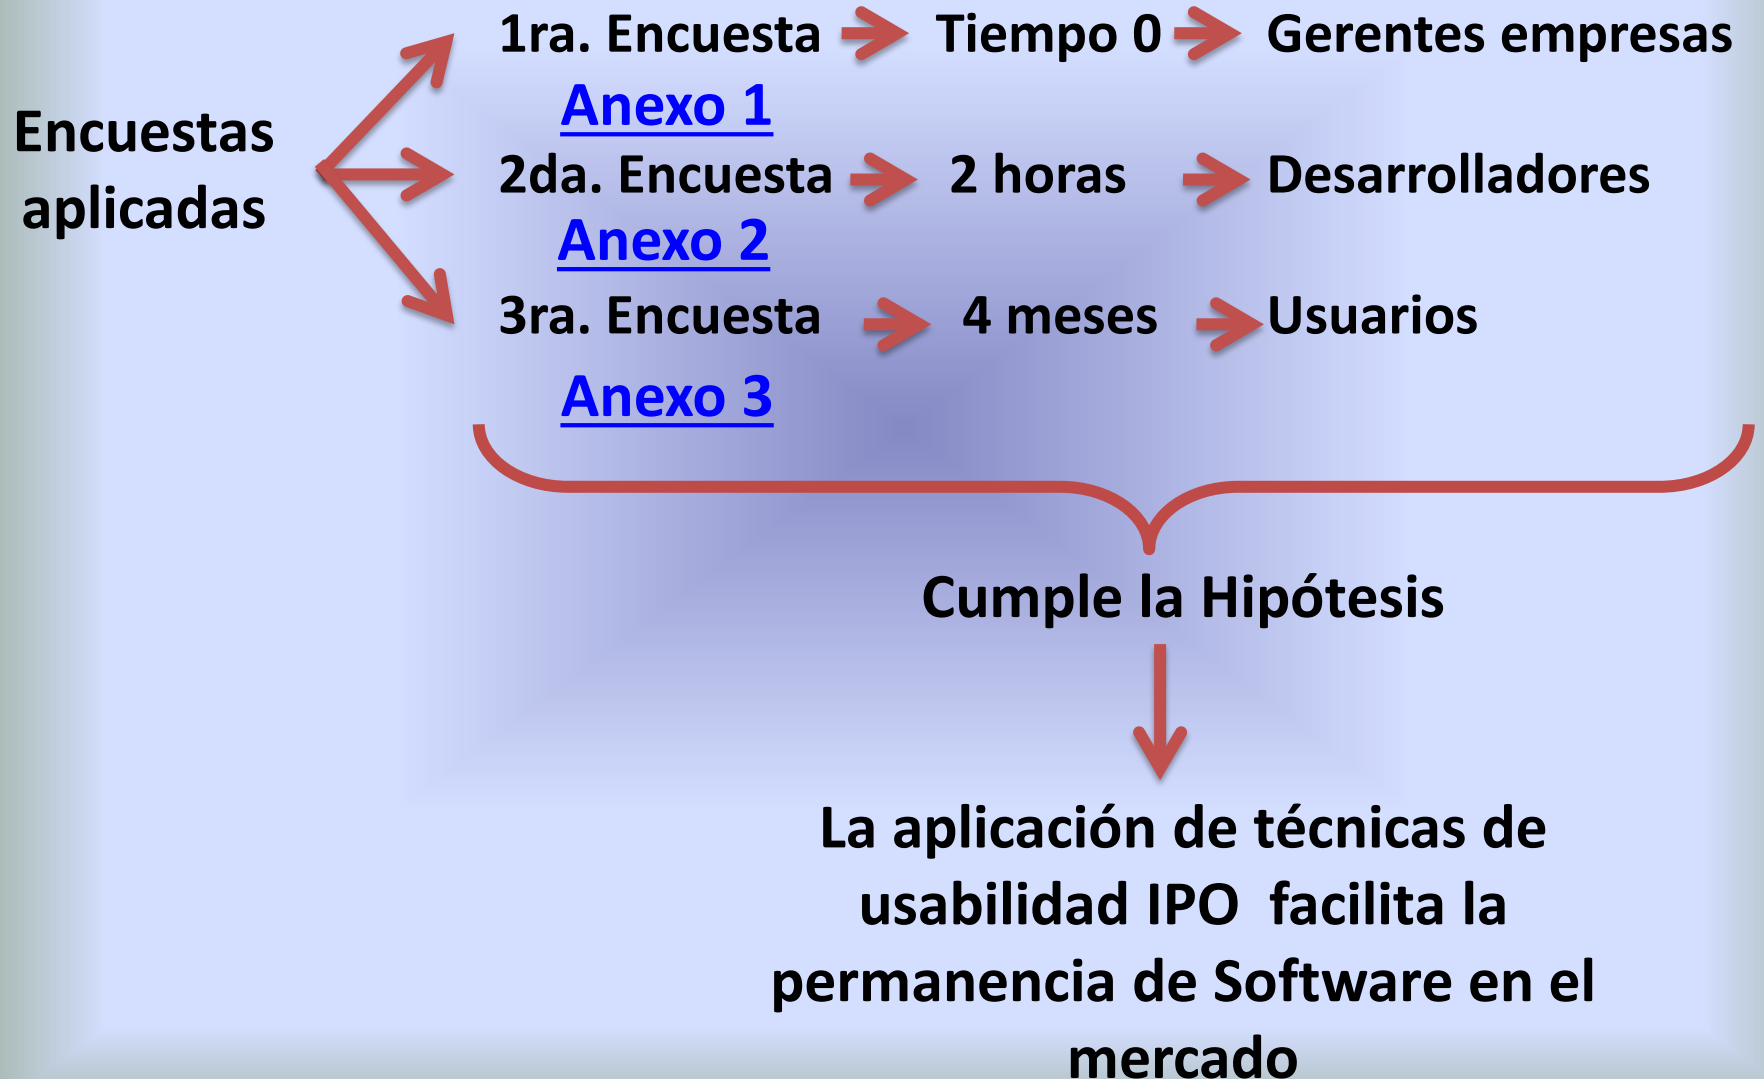 Encuestas
aplicadas
1ra. Encuesta Tiempo 0 Gerentes empresas
Anexo 1
2da. Encuesta 2 horas Desarrolladores
Anexo 2
3ra. Encuesta 4 meses Usuarios
Anexo 3
Cumple la Hipótesis
La aplicación de técnicas de
usabilidad IPO facilita la
permanencia de Software en el
mercado